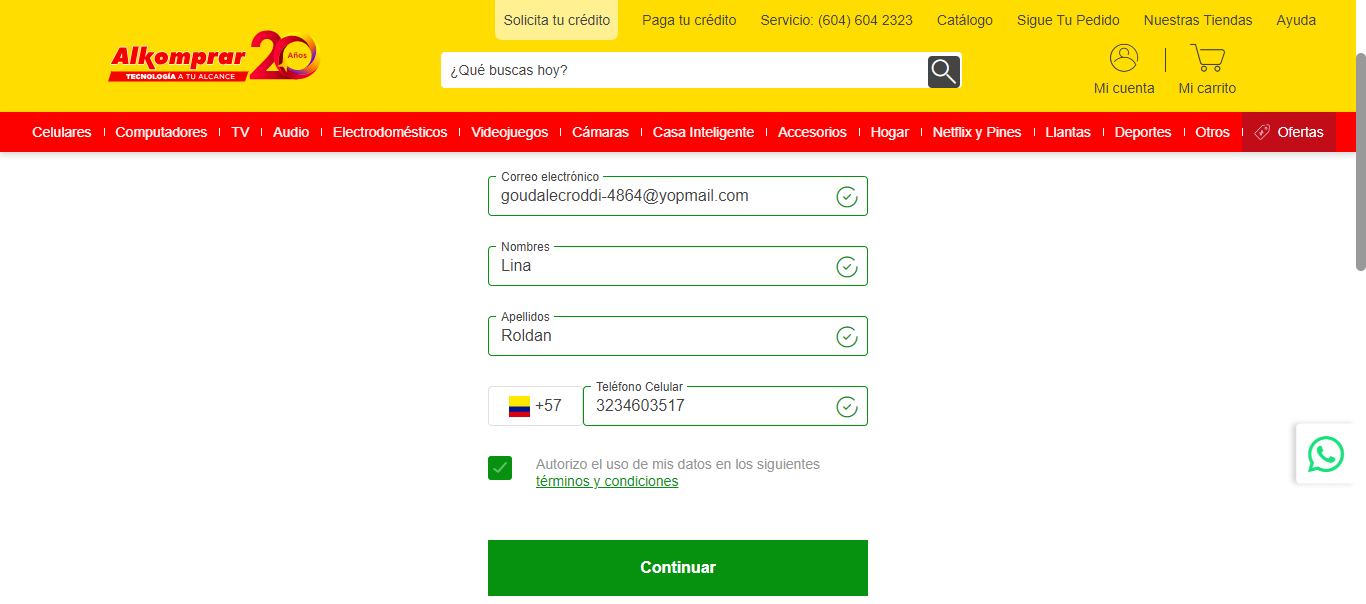 Solicita tu crédito Paga tu crédito Servicio: (604) 604 2323 Catálogo Sigue Tu Pedido Nuestras Tiendas Ayuda
Alkomprar 20 Años
TECNOLOGÍA A TU ALCANCE
¿Qué buscas hoy?
Mi cuenta Mi carrito
Celulares Computadores TV Audio Electrodomésticos Videojuegos Cámaras Casa Inteligente Accesorios Hogar Netflix y Pines Llantas Deportes Otros Ofertas
Correo electrónico
goudalecroddi-4864@yopmail.com
Nombres
Lina
Apellidos
Roldan
Teléfono Celular
+57 3234603517
Autorizo el uso de mis datos en los siguientes
términos y condiciones
Continuar